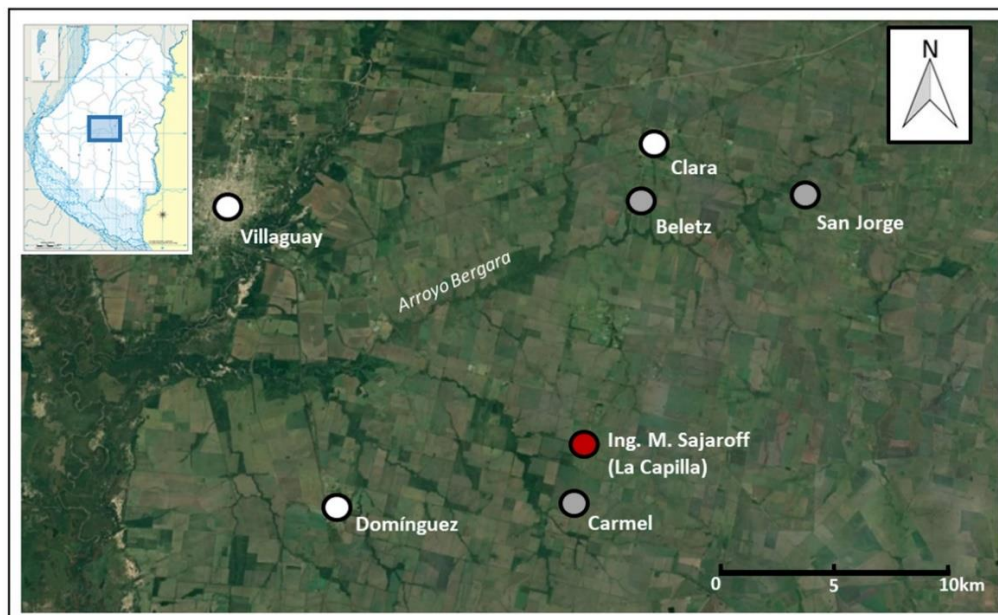 N
Clara
Beletz
San Jorge
Villaguay
Arroyo Bergara
Ing. M. Sajaroff
(La Capilla)
Domínguez
Carmel
0 5 10km